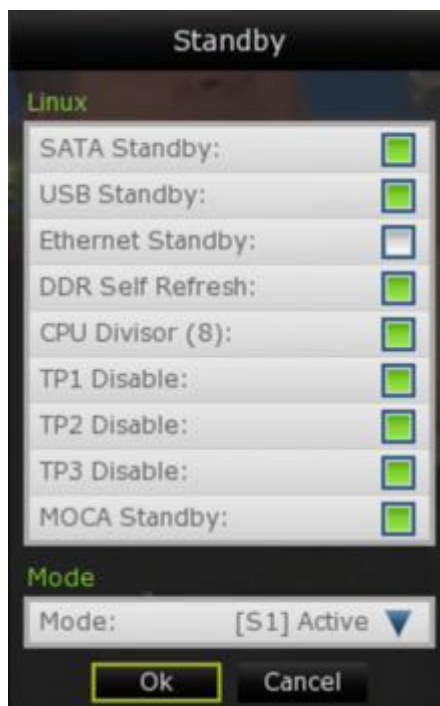 Standby
Linux
SATA Standby:
USB Standby:
Ethernet Standby:
DDR Self Refresh:
CPU Divisor (8):
TP1 Disable:
TP2 Disable:
TP3 Disable:
MOCA Standby:
Mode
Mode: [S1] Active
Ok Cancel